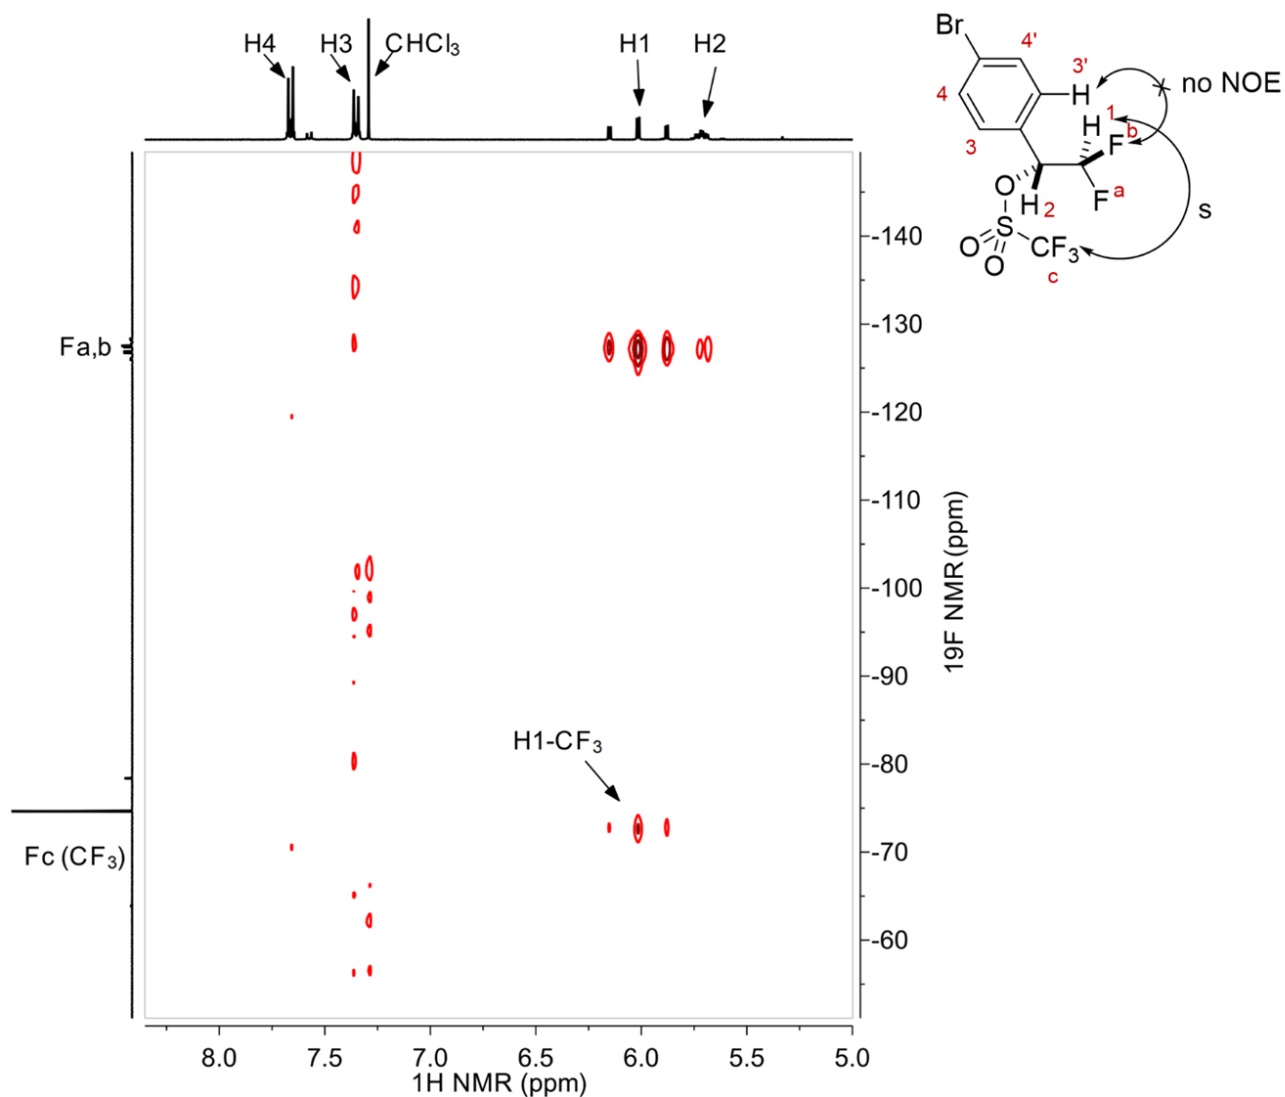 H4
H3
CHCl₃
H1
H2
Br
4'
3'
4
H
no NOE
1
H
b
F
3
O
H
2
F
a
s
S
O
O
CF₃
c
Fa,b
H1-CF₃
Fc (CF₃)
-140
-130
-120
-110
-100
-90
-80
-70
-60
19F NMR (ppm)
8.0 7.5 7.0 6.5 6.0 5.5 5.0
1H NMR (ppm)